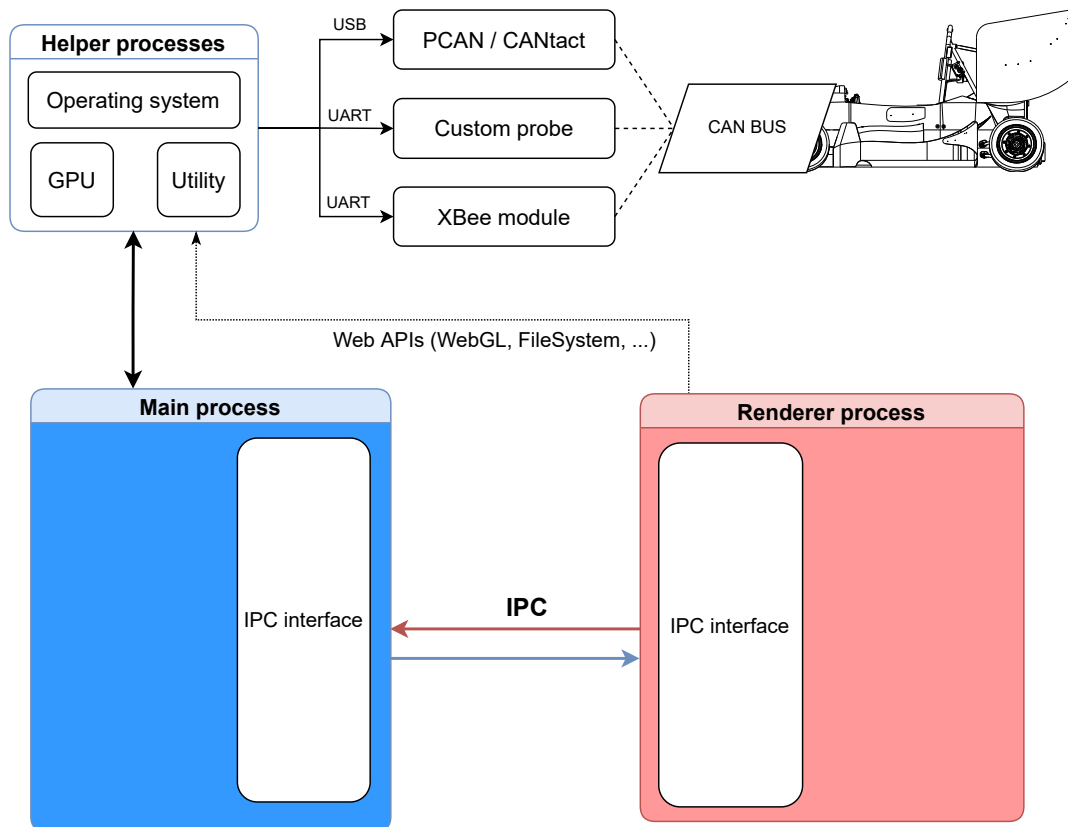 Helper processes
Operating system
GPU
Utility
USB
UART
UART
PCAN / CANtact
Custom probe
XBee module
CAN BUS
Web APIs (WebGL, FileSystem, ...)
Main process
IPC interface
IPC
Renderer process
IPC interface